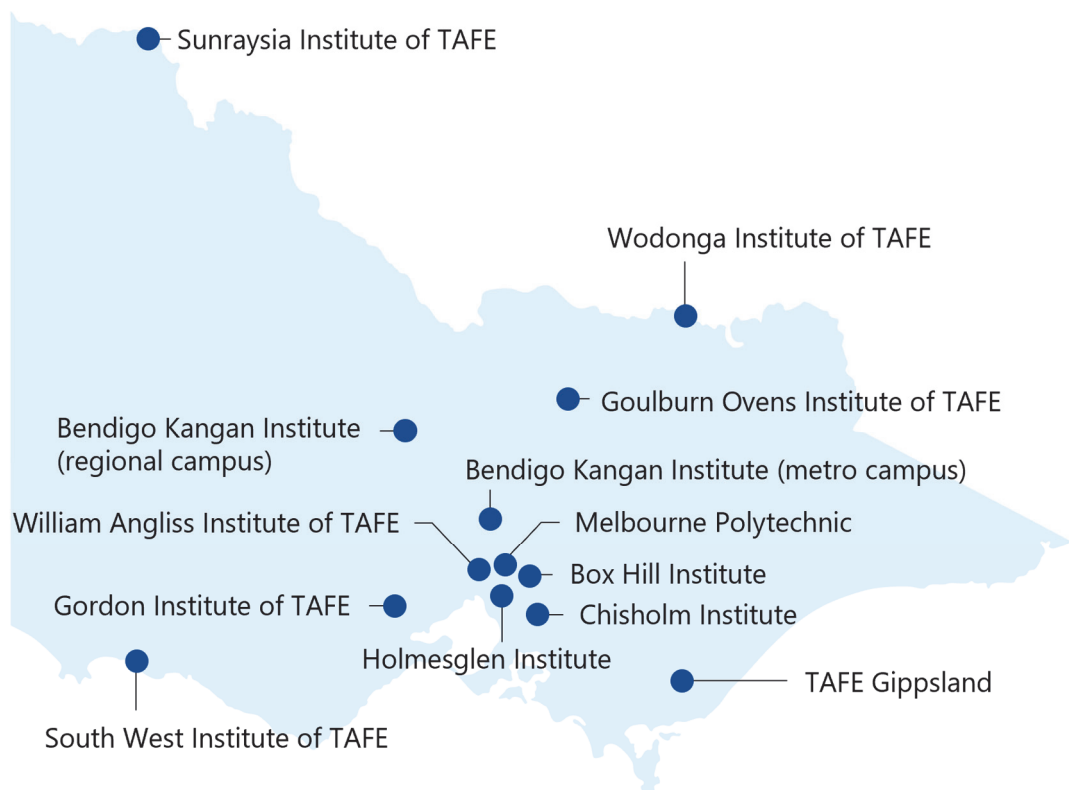 Sunraysia Institute of TAFE
Wodonga Institute of TAFE
Goulburn Ovens Institute of TAFE
Bendigo Kangan Institute
(regional campus)
Bendigo Kangan Institute (metro campus)
William Angliss Institute of TAFE
Melbourne Polytechnic
Box Hill Institute
Gordon Institute of TAFE
Chisholm Institute
Holmesglen Institute
TAFE Gippsland
South West Institute of TAFE